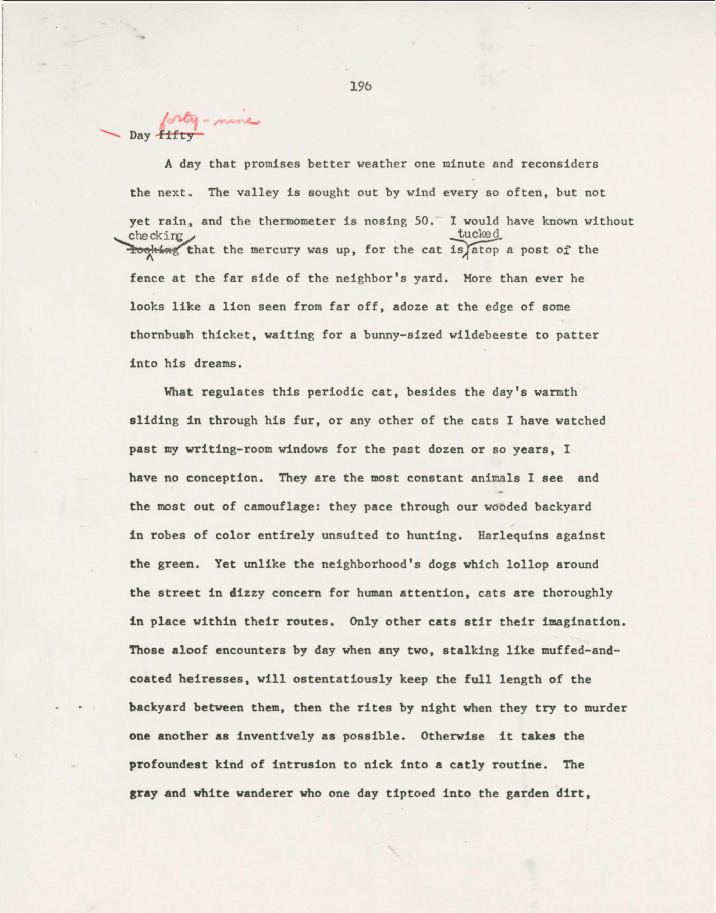 196
forty-nine
Day fifty
A day that promises better weather one minute and reconsiders
the next. The valley is sought out by wind every so often, but not
yet rain, and the thermometer is nosing 50. I would have known without
checking tucked
looking that the mercury was up, for the cat is atop a post of the
fence at the far side of the neighbor's yard. More than ever he
looks like a lion seen from far off, adoze at the edge of some
thornbush thicket, waiting for a bunny-sized wildebeeste to patter
into his dreams.
What regulates this periodic cat, besides the day's warmth
sliding in through his fur, or any other of the cats I have watched
past my writing-room windows for the past dozen or so years, I
have no conception. They are the most constant animals I see and
the most out of camouflage: they pace through our wooded backyard
in robes of color entirely unsuited to hunting. Harlequins against
the green. Yet unlike the neighborhood's dogs which lollop around
the street in dizzy concern for human attention, cats are thoroughly
in place within their routes. Only other cats stir their imagination.
Those aloof encounters by day when any two, stalking like muffed-and-
coated heiresses, will ostentatiously keep the full length of the
backyard between them, then the rites by night when they try to murder
one another as inventively as possible. Otherwise it takes the
profoundest kind of intrusion to nick into a catly routine. The
gray and white wanderer who one day tiptoed into the garden dirt,